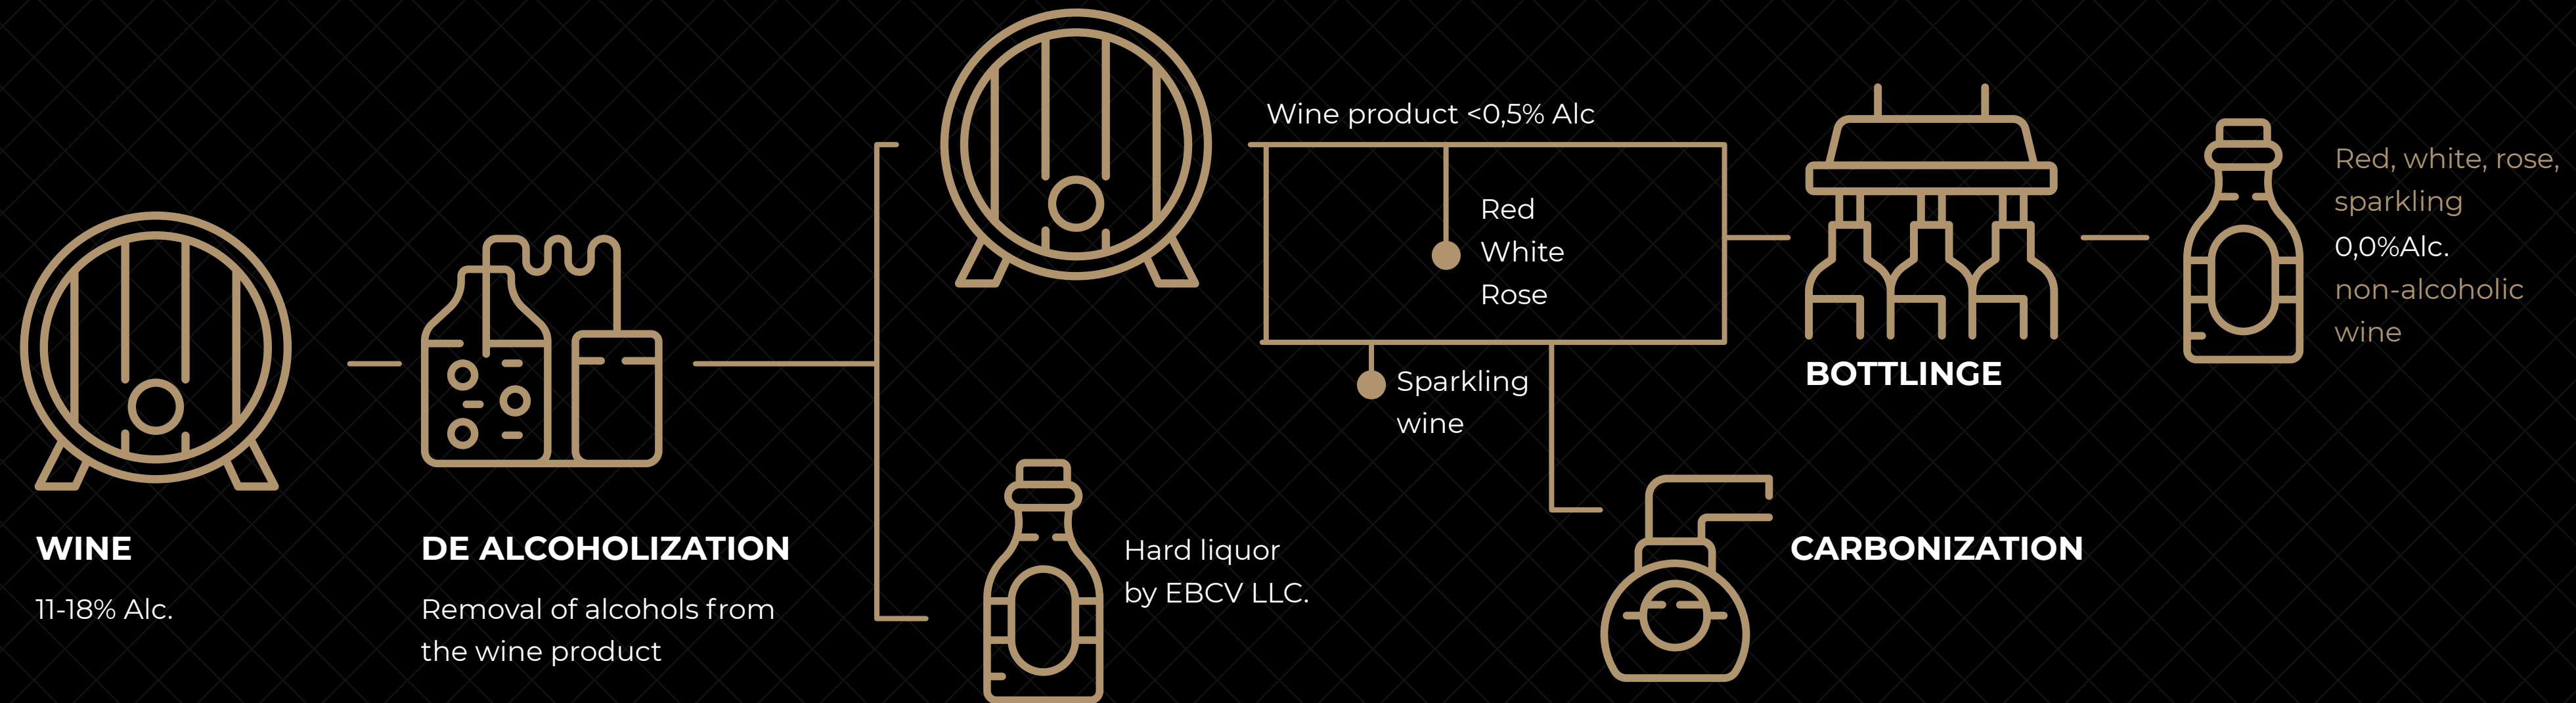 WINE
11-18% Alc.
DE ALCOHOLIZATION
Removal of alcohols from
the wine product
Wine product <0,5% Alc
Red
White
Rose
Sparkling
wine
Hard liquor
by EBCV LLC.
CARBONIZATION
BOTTLINGE
Red, white, rose,
sparkling
0,0%Alc.
non-alcoholic
wine